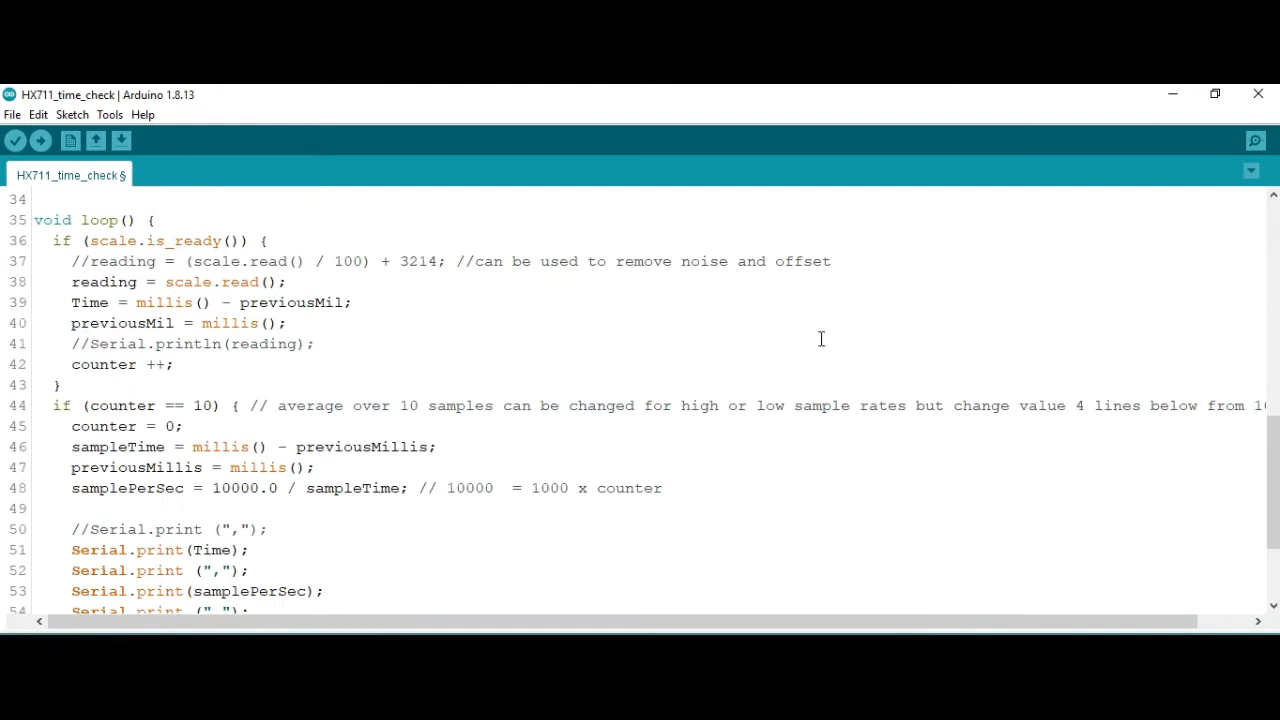 HX711_time_check | Arduino 1.8.13
File Edit Sketch Tools Help
HX711_time_check §
34
35 void loop() {
36 if (scale.is_ready()) {
37 //reading = (scale.read() / 100) + 3214; //can be used to remove noise and offset
38 reading = scale.read();
39 Time = millis() - previousMil;
40 previousMil = millis();
41 //Serial.println(reading);
42 counter ++;
43 }
44 if (counter == 10) { // average over 10 samples can be changed for high or low sample rates but change value 4 lines below from
45 counter = 0;
46 sampleTime = millis() - previousMillis;
47 previousMillis = millis();
48 samplePerSec = 10000.0 / sampleTime; // 10000  = 1000 x counter
49
50 //Serial.print (",");
51 Serial.print(Time);
52 Serial.print (",");
53 Serial.print(samplePerSec);
54 Serial.print